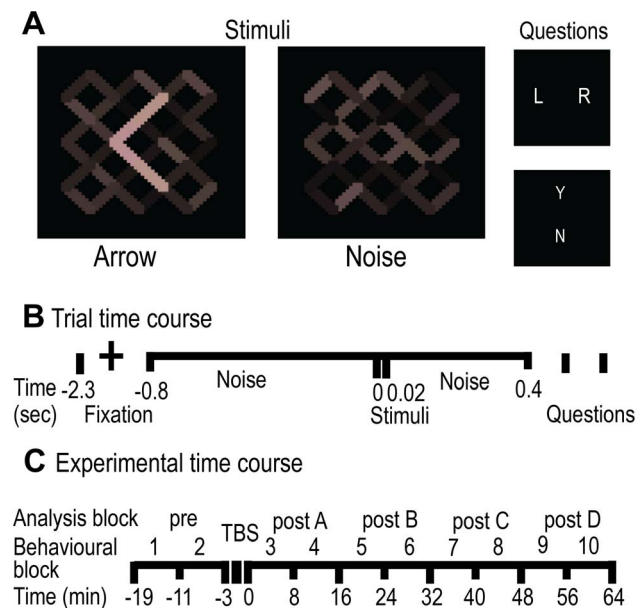 A
Stimuli
Questions
L R
Y
N
Arrow
Noise
B Trial time course
Noise
Noise
Time -2.3 -0.8 0 0.02 0.4
(sec) Fixation Stimuli Questions
C Experimental time course
Analysis block pre TBS post A post B post C post D
Behavioural 1 2 3 4 5 6 7 8 9 10
block
Time (min) -19 -11 -3 0 8 16 24 32 40 48 56 64